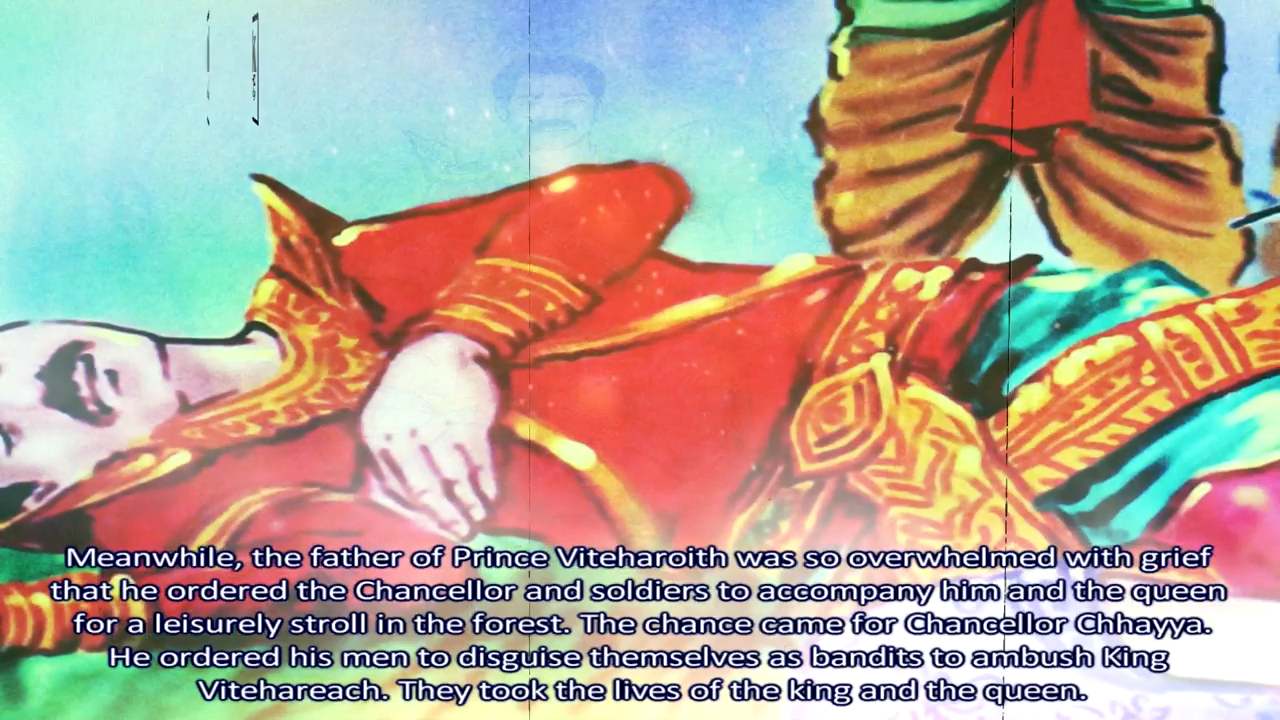 Meanwhile, the father of Prince Viteharoith was so overwhelmed with grief
that he ordered the Chancellor and soldiers to accompany him and the queen
for a leisurely stroll in the forest. The chance came for Chancellor Chhayya.
He ordered his men to disguise themselves as bandits to ambush King
Vitehareach. They took the lives of the king and the queen.